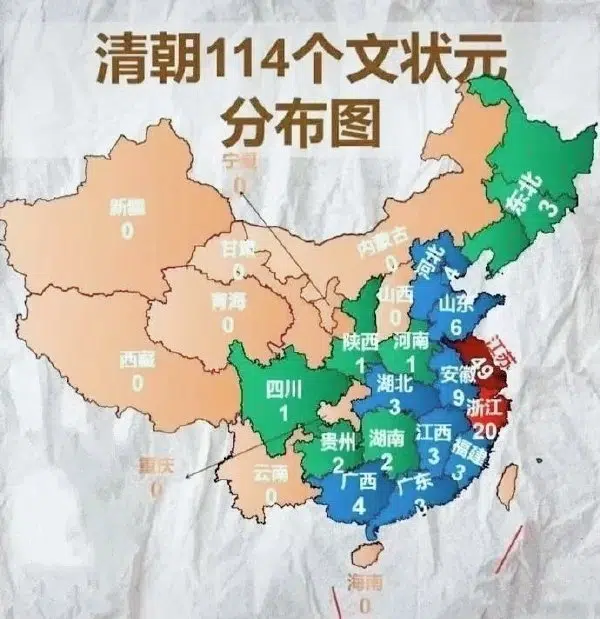 清朝114个文状元
分布图
宁夏
0
东北
3
新疆
0
内蒙古
0
甘肃
0
河北
4
青海
0
山西
0
山东
6
江苏
49
陕西
1
河南
1
西藏
0
安徽
9
四川
1
湖北
3
浙江
20
贵州
2
湖南
2
江西
3
福建
3
重庆
0
云南
0
广西
4
广东
3
海南
0